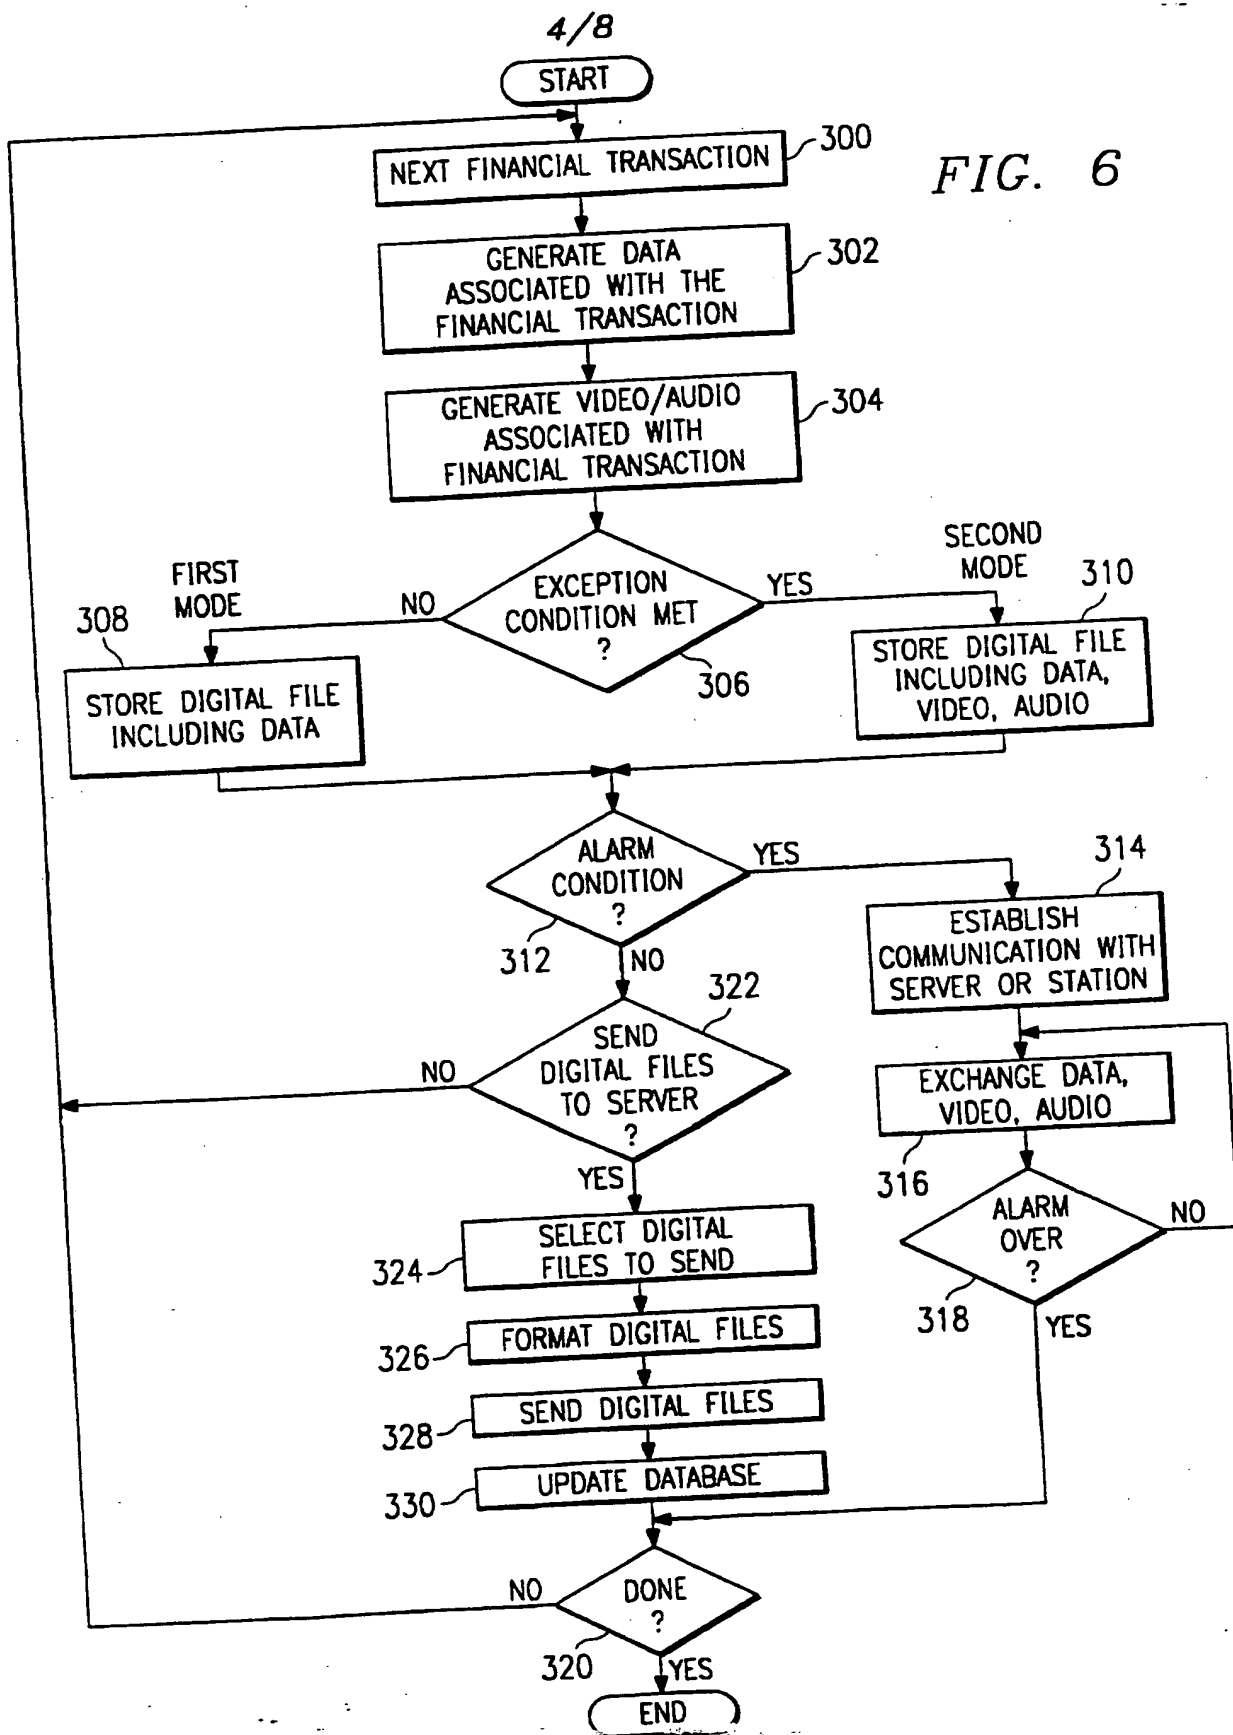 4/8
START
NEXT FINANCIAL TRANSACTION
300
FIG. 6
GENERATE DATA
ASSOCIATED WITH THE
FINANCIAL TRANSACTION
302
GENERATE VIDEO/AUDIO
ASSOCIATED WITH
FINANCIAL TRANSACTION
304
FIRST
MODE
NO
EXCEPTION
CONDITION MET
?
306
YES
SECOND
MODE
308
STORE DIGITAL FILE
INCLUDING DATA
310
STORE DIGITAL FILE
INCLUDING DATA,
VIDEO, AUDIO
ALARM
CONDITION
?
312
YES
NO
314
ESTABLISH
COMMUNICATION WITH
SERVER OR STATION
322
SEND
DIGITAL FILES
TO SERVER
?
NO
YES
EXCHANGE DATA,
VIDEO, AUDIO
316
ALARM
OVER
?
318
NO
YES
SELECT DIGITAL
FILES TO SEND
324
FORMAT DIGITAL FILES
326
SEND DIGITAL FILES
328
UPDATE DATABASE
330
NO
DONE
?
320
YES
END